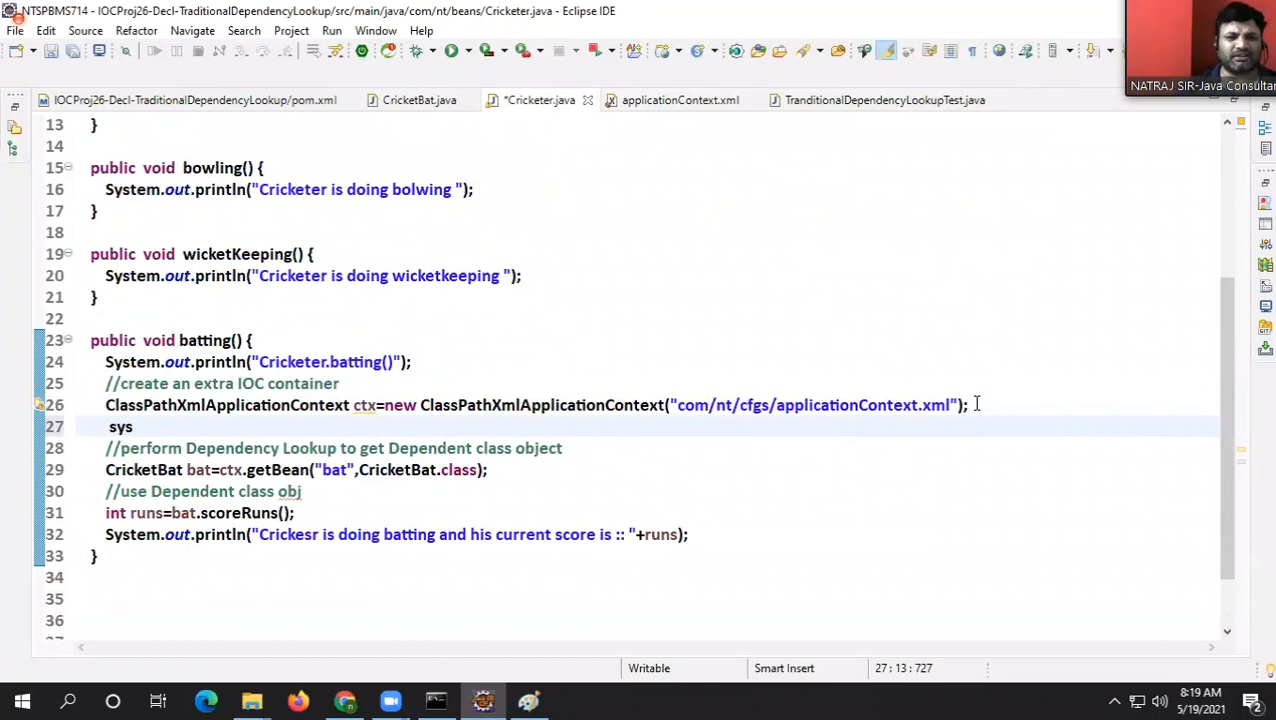 NTSPBMS714 - IOCProj26-Decl-TraditionalDependencyLookup/src/main/java/com/nt/beans/Cricketer.java - Eclipse IDE
File Edit Source Refactor Navigate Search Project Run Window Help
NATRAJ SIR-Java Consultan
IOCProj26-Decl-TraditionalDependencyLookup/pom.xml CricketBat.java *Cricketer.java applicationContext.xml TranditionalDependencyLookupTest.java
13 }
14
15 public void bowling() {
16 System.out.println("Cricketer is doing bolwing ");
17 }
18
19 public void wicketKeeping() {
20 System.out.println("Cricketer is doing wicketkeeping ");
21 }
22
23 public void batting() {
24 System.out.println("Cricketer.batting()");
25 //create an extra IOC container
26 ClassPathXmlApplicationContext ctx=new ClassPathXmlApplicationContext("com/nt/cfgs/applicationContext.xml");
27 sys
28 //perform Dependency Lookup to get Dependent class object
29 CricketBat bat=ctx.getBean("bat",CricketBat.class);
30 //use Dependent class obj
31 int runs=bat.scoreRuns();
32 System.out.println("Crickesr is doing batting and his current score is :: "+runs);
33 }
34
35
36
Writable Smart Insert 27 : 13 : 727
8:19 AM
5/19/2021
2